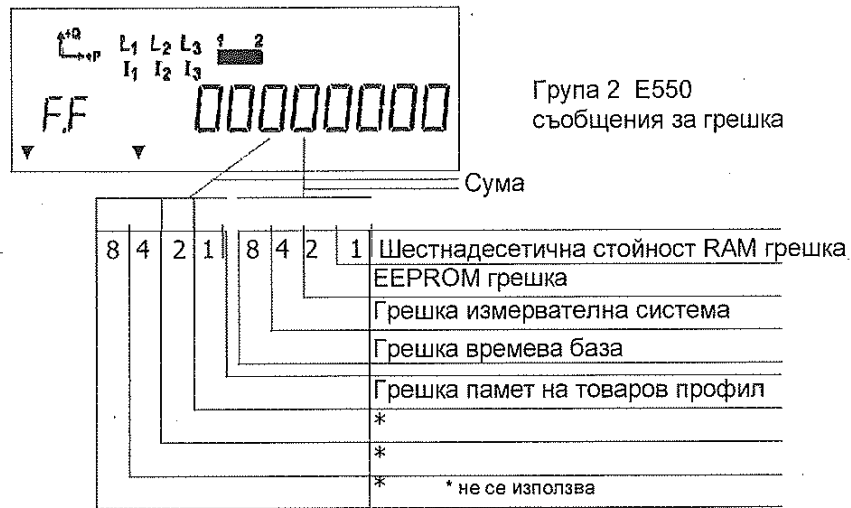 +Q
+P
L1 L2 L3 1 2
I1 I2 I3
F.F 00000000
Група 2 E550
съобщения за грешка
Сума
8 4 2 1 8 4 2 1 Шестнадесетична стойност RAM грешка
EEPROM грешка
Грешка измервателна система
Грешка времева база
Грешка памет на товаров профил
*
*
* * не се използва